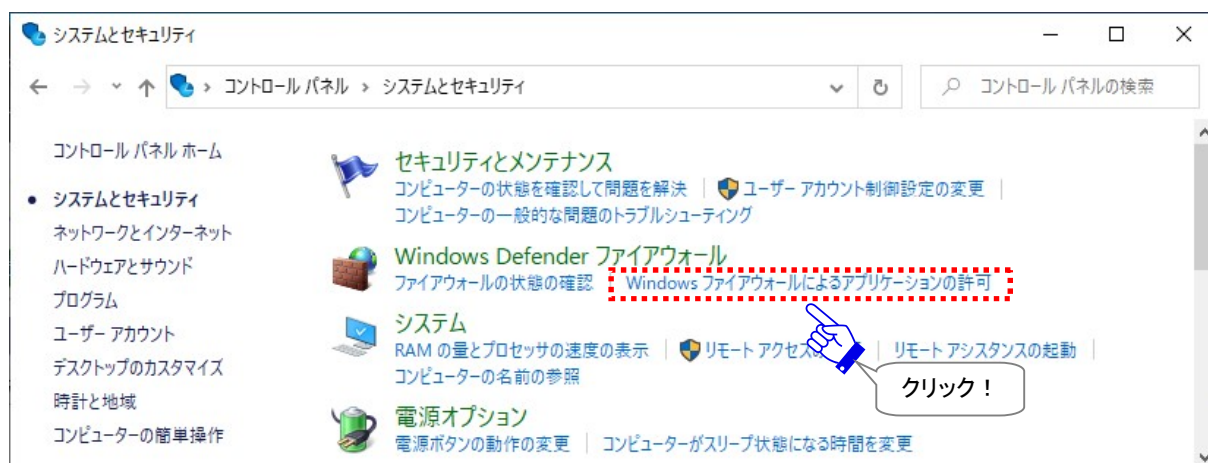 システムとセキュリティ
コントロール パネル › システムとセキュリティ
コントロール パネルの検索
コントロール パネル ホーム
システムとセキュリティ
ネットワークとインターネット
ハードウェアとサウンド
プログラム
ユーザー アカウント
デスクトップのカスタマイズ
時計と地域
コンピューターの簡単操作
セキュリティとメンテナンス
コンピューターの状態を確認して問題を解決 ユーザー アカウント制御設定の変更
コンピューターの一般的な問題のトラブルシューティング
Windows Defender ファイアウォール
ファイアウォールの状態の確認 Windows ファイアウォールによるアプリケーションの許可
システム
RAM の量とプロセッサの速度の表示 リモート アクセス リモート アシスタンスの起動
コンピューターの名前の参照
クリック！
電源オプション
電源ボタンの動作の変更 コンピューターがスリープ状態になる時間を変更